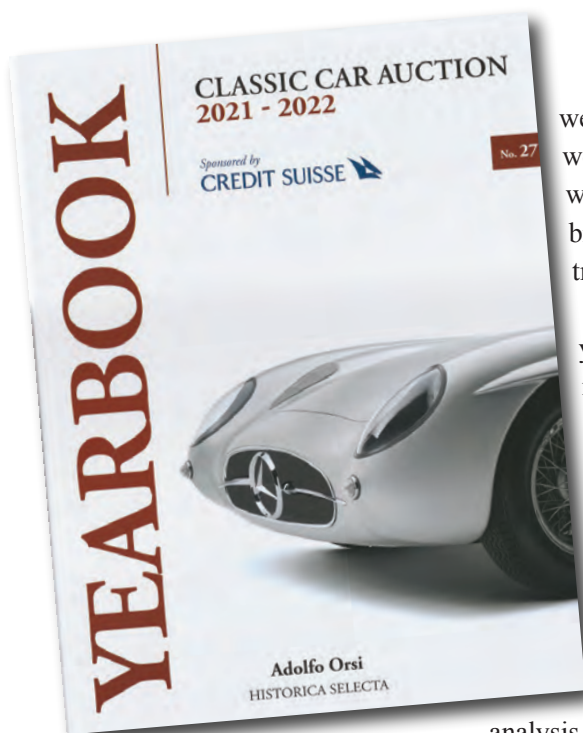 YEARBOOK
CLASSIC CAR AUCTION
2021 - 2022
Sponsored by
CREDIT SUISSE
No. 27
Adolfo Orsi
HISTORICA SELECTA
analysis